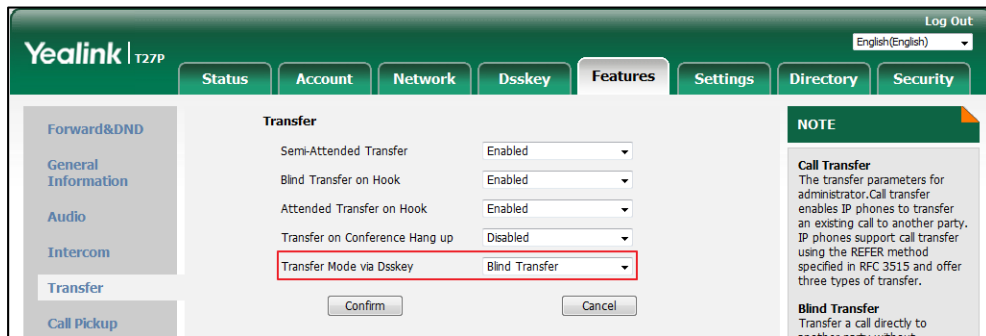 Log Out
Yealink T27P
English(English)
Status Account Network Dsskey Features Settings Directory Security
Forward&DND
General
Information
Audio
Intercom
Transfer
Call Pickup
Transfer
Semi-Attended Transfer Enabled
Blind Transfer on Hook Enabled
Attended Transfer on Hook Enabled
Transfer on Conference Hang up Disabled
Transfer Mode via Dsskey Blind Transfer
Confirm Cancel
NOTE
Call Transfer
The transfer parameters for
administrator.Call transfer
enables IP phones to transfer
an existing call to another party.
IP phones support call transfer
using the REFER method
specified in RFC 3515 and offer
three types of transfer.
Blind Transfer
Transfer a call directly to
another party without